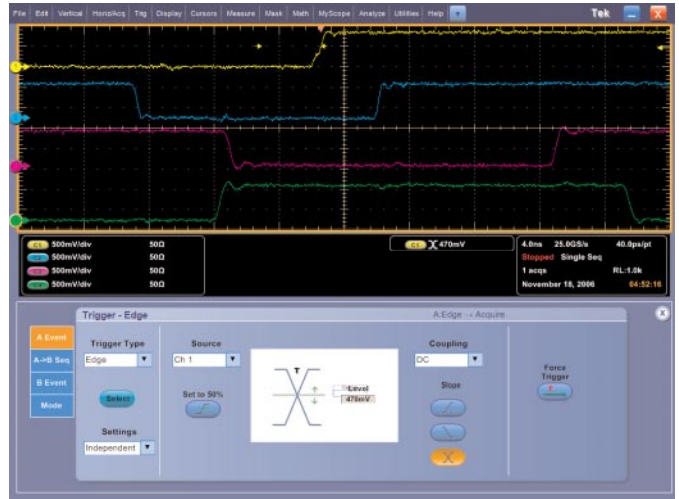 File Edit Vertical Horiz/Acq Trig Display Cursors Measure Mask Math MyScope Analyze Utilities Help Tek X
C1 500mV/div 50Ω
C2 500mV/div 50Ω
C3 500mV/div 50Ω
C4 500mV/div 50Ω
C1 470mV
4.0ns 25.0GS/s 40.0ps/pt
Stopped Single Seq
1 acqs RL:1.0k
November 18, 2006 04:52:16
Trigger - Edge
A:Edge → Acquire
A Event
A->B Seq
B Event
Mode
Trigger Type
Edge
Select
Settings
Independent
Source
Ch 1
Set to 50%
T
Level
470mV
Coupling
DC
Slope
Force
Trigger